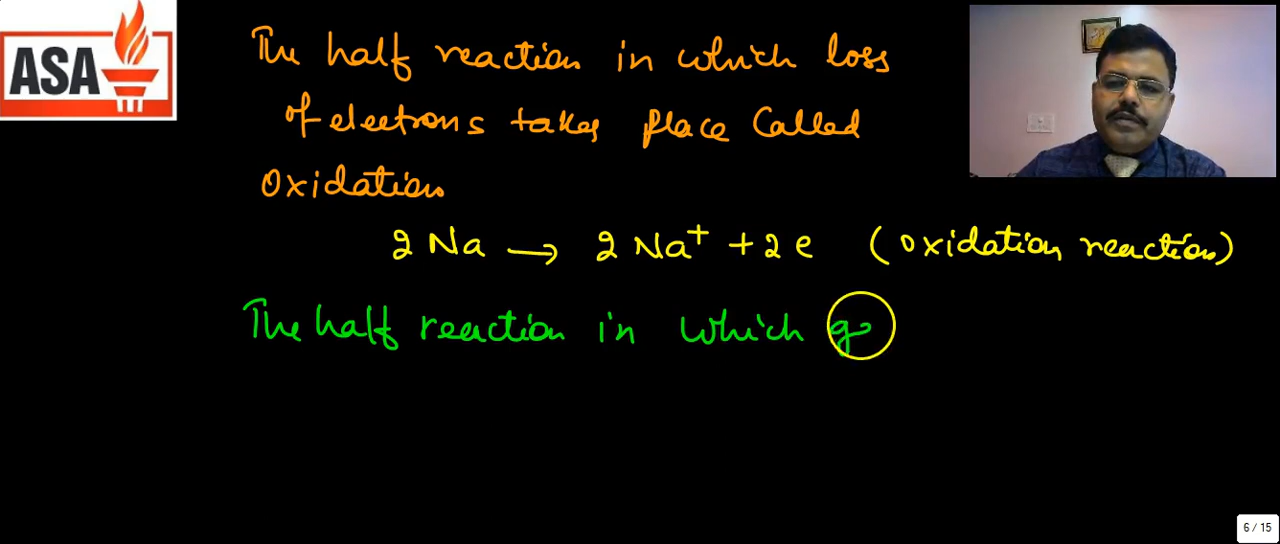 ASA
The half reaction in which loss
of electrons takes place Called
Oxidation
2 Na → 2 Na⁺ + 2 e (Oxidation reaction)
The half reaction in which ga
6 / 15